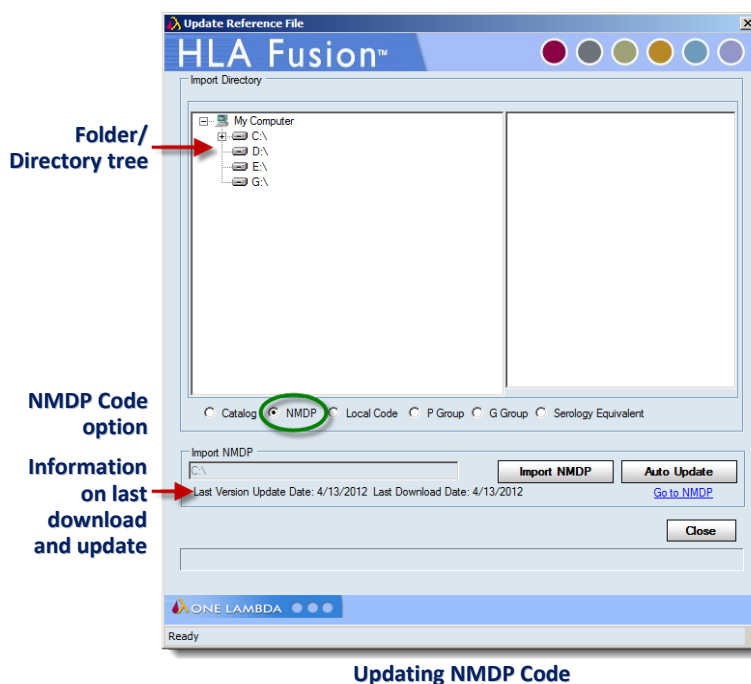 Update Reference File
HLA Fusion™
Import Directory
My Computer
C:\
D:\
E:\
G:\
Folder/
Directory tree
NMDP Code
option
Catalog NMDP Local Code P Group G Group Serology Equivalent
Import NMDP
C:\
Import NMDP
Auto Update
Information
on last
download
and update
Last Version Update Date: 4/13/2012 Last Download Date: 4/13/2012
Go to NMDP
Close
ONE LAMBDA
Ready
Updating NMDP Code